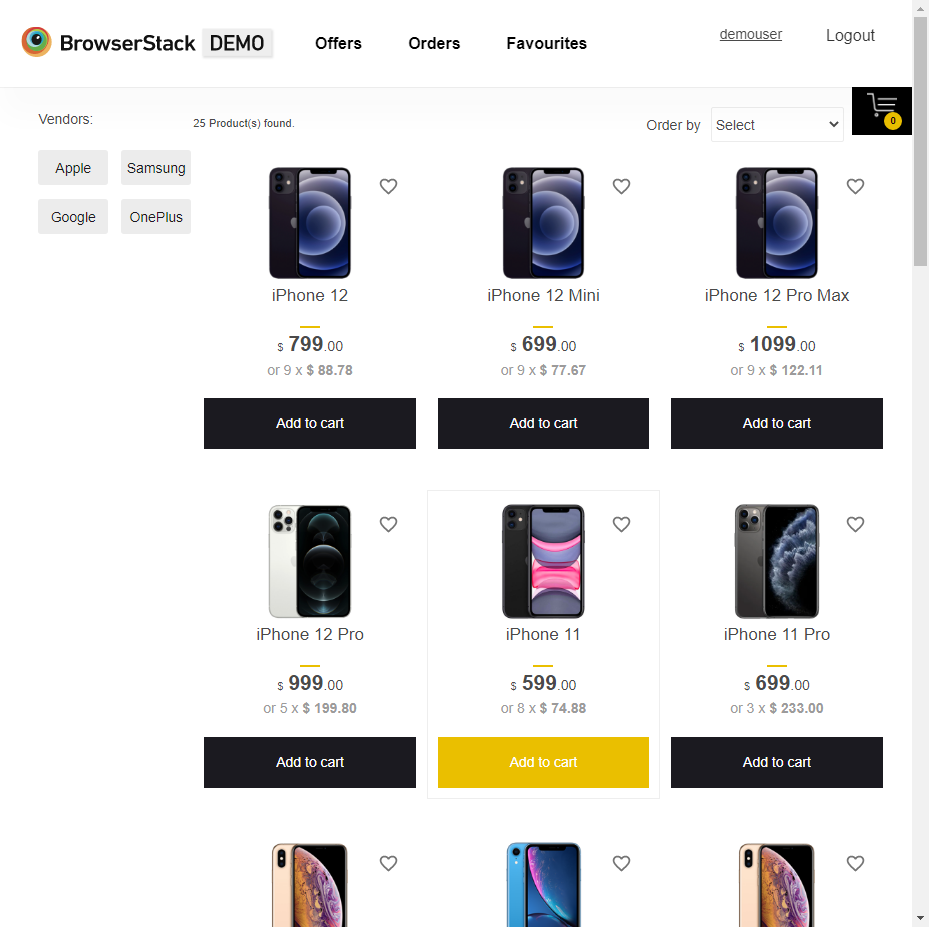 BrowserStack DEMO Offers Orders Favourites demouser Logout
0
Vendors:
25 Product(s) found.
Order by Select
Apple Samsung
Google OnePlus
iPhone 12
$ 799.00
or 9 x $ 88.78
Add to cart
iPhone 12 Mini
$ 699.00
or 9 x $ 77.67
Add to cart
iPhone 12 Pro Max
$ 1099.00
or 9 x $ 122.11
Add to cart
iPhone 12 Pro
$ 999.00
or 5 x $ 199.80
Add to cart
iPhone 11
$ 599.00
or 8 x $ 74.88
Add to cart
iPhone 11 Pro
$ 699.00
or 3 x $ 233.00
Add to cart